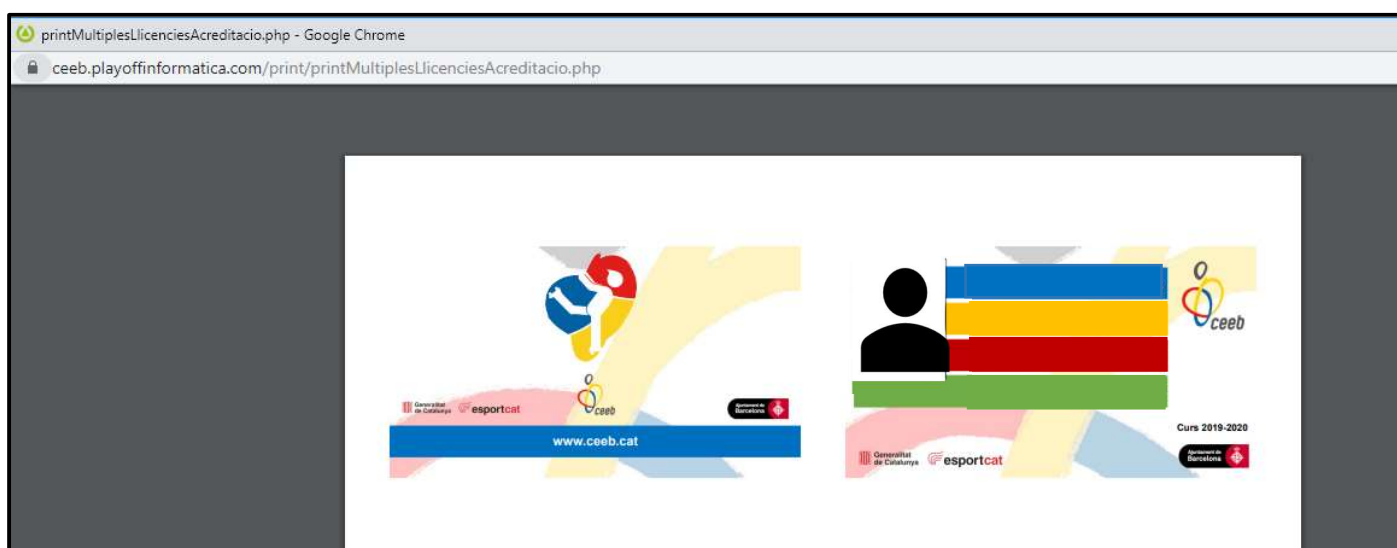 printMultiplesLlicenciesAcreditacio.php - Google Chrome
ceeb.playoffinformatica.com/print/printMultiplesLlicenciesAcreditacio.php
Generalitat
de Catalunya
esportcat
ceeb
Ajuntament de
Barcelona
www.ceeb.cat
ceeb
Curs 2019-2020
Generalitat
de Catalunya
esportcat
Ajuntament de
Barcelona